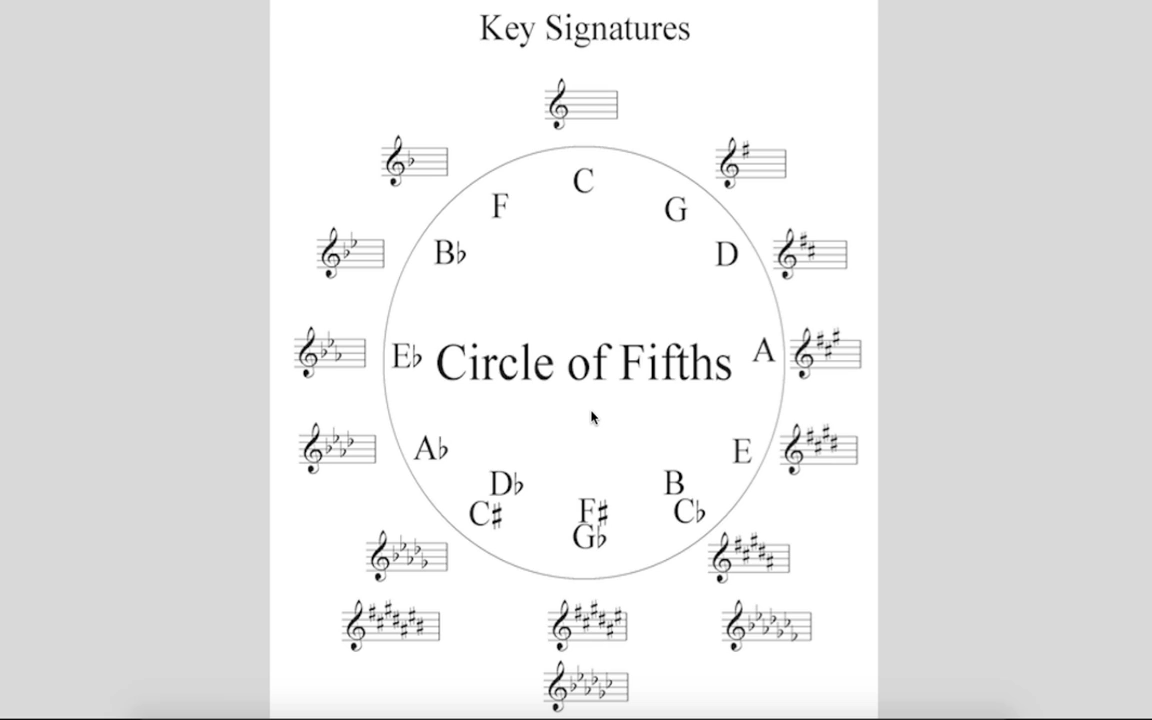 Key Signatures
C
F
G
B♭
D
E♭
Circle of Fifths
A
A♭
E
D♭
B
C♯
F♯
C♭
G♭